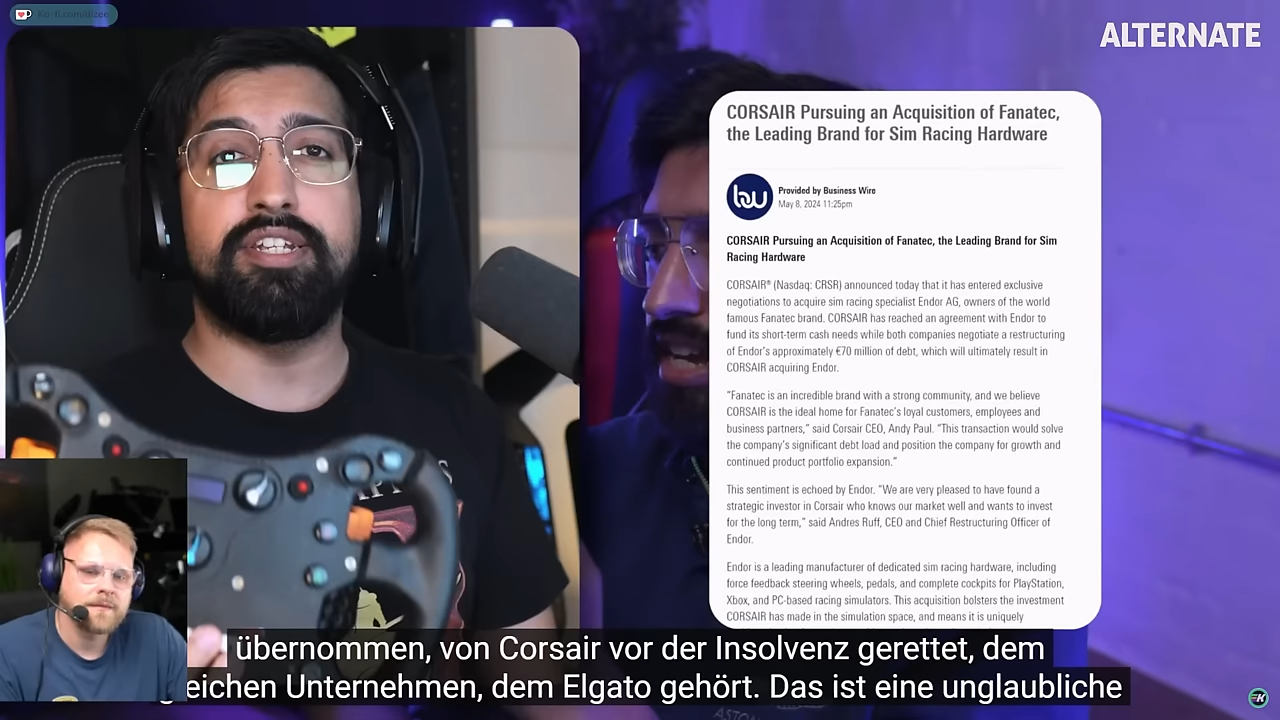 Ko-fi.com/dizee
ALTERNATE
CORSAIR Pursuing an Acquisition of Fanatec,
the Leading Brand for Sim Racing Hardware
bw
Provided by Business Wire
May 8, 2024 11:25pm
CORSAIR Pursuing an Acquisition of Fanatec, the Leading Brand for Sim
Racing Hardware
CORSAIR® (Nasdaq: CRSR) announced today that it has entered exclusive
negotiations to acquire sim racing specialist Endor AG, owners of the world
famous Fanatec brand. CORSAIR has reached an agreement with Endor to
fund its short-term cash needs while both companies negotiate a restructuring
of Endor's approximately €70 million of debt, which will ultimately result in
CORSAIR acquiring Endor.
“Fanatec is an incredible brand with a strong community, and we believe
CORSAIR is the ideal home for Fanatec’s loyal customers, employees and
business partners,” said Corsair CEO, Andy Paul. “This transaction would solve
the company’s significant debt load and position the company for growth and
continued product portfolio expansion.”
This sentiment is echoed by Endor. “We are very pleased to have found a
strategic investor in Corsair who knows our market well and wants to invest
for the long term,” said Andres Ruff, CEO and Chief Restructuring Officer of
Endor.
Endor is a leading manufacturer of dedicated sim racing hardware, including
force feedback steering wheels, pedals, and complete cockpits for PlayStation,
Xbox, and PC-based racing simulators. This acquisition bolsters the investment
CORSAIR has made in the simulation space, and means it is uniquely
übernommen, von Corsair vor der Insolvenz gerettet, dem
eichen Unternehmen, dem Elgato gehört. Das ist eine unglaubliche